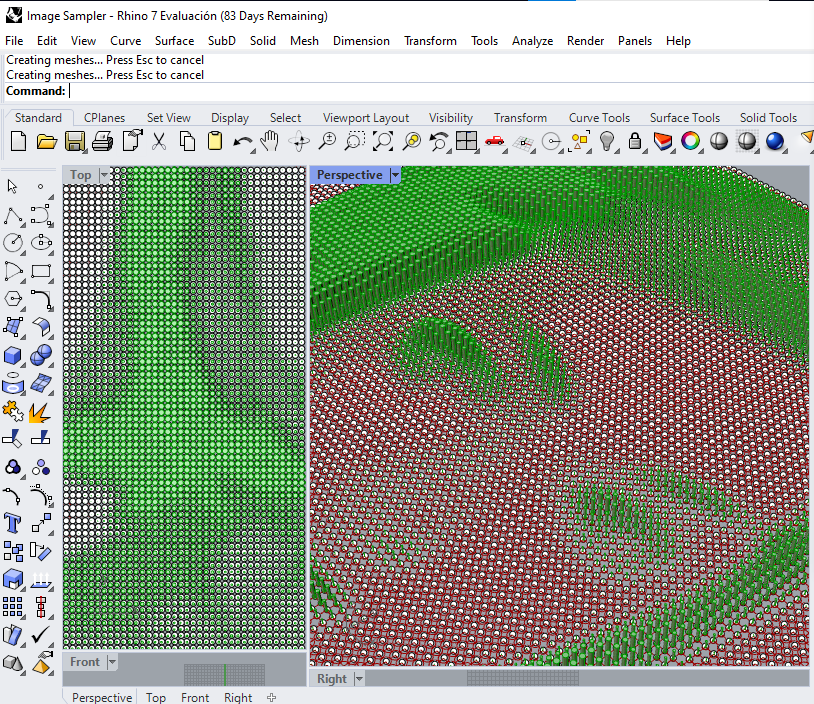 Image Sampler - Rhino 7 Evaluación (83 Days Remaining)
File Edit View Curve Surface SubD Solid Mesh Dimension Transform Tools Analyze Render Panels Help
Creating meshes... Press Esc to cancel
Creating meshes... Press Esc to cancel
Command:
Standard CPlanes Set View Display Select Viewport Layout Visibility Transform Curve Tools Surface Tools Solid Tools
Top Perspective
Front
Right
Perspective Top Front Right